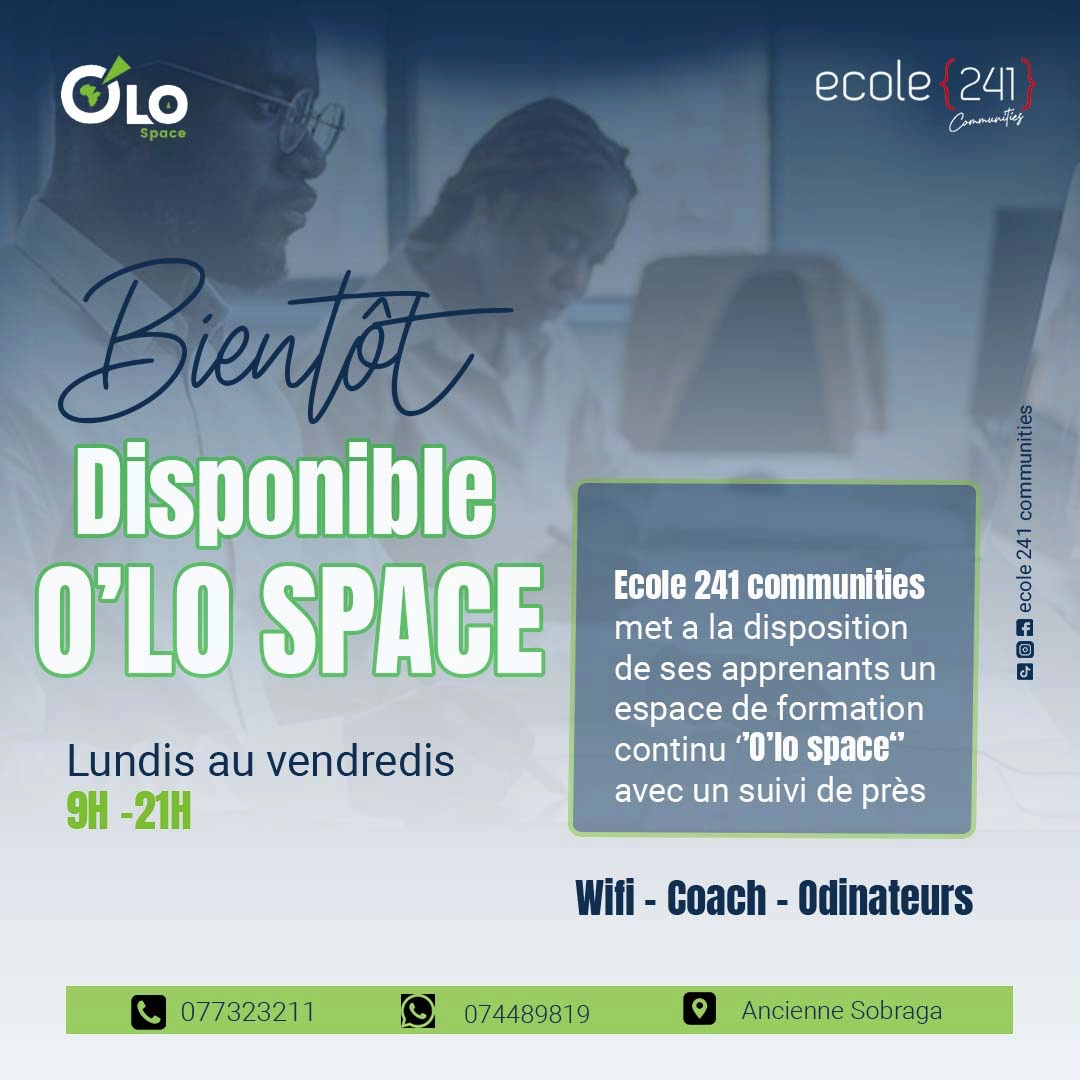 O'LO
Space
ecole {241}
Communities
Bientôt
Disponible
O'LO SPACE
Lundis au vendredis
9H -21H
Ecole 241 communities
met a la disposition
de ses apprenants un
espace de formation
continu ‘’O’lo space‘’
avec un suivi de près
Wifi - Coach - Odinateurs
ecole 241 communities
077323211
074489819
Ancienne Sobraga